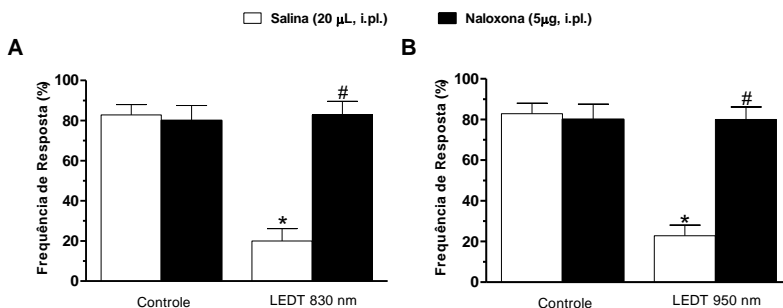 Salina (20 μL, i.pl.) Naloxona (5μg, i.pl.)
A
Frequência de Resposta (%)
100
80
60
40
20
0
*
#
Controle LEDT 830 nm
B
Frequência de Resposta (%)
100
80
60
40
20
0
*
#
Controle LEDT 950 nm